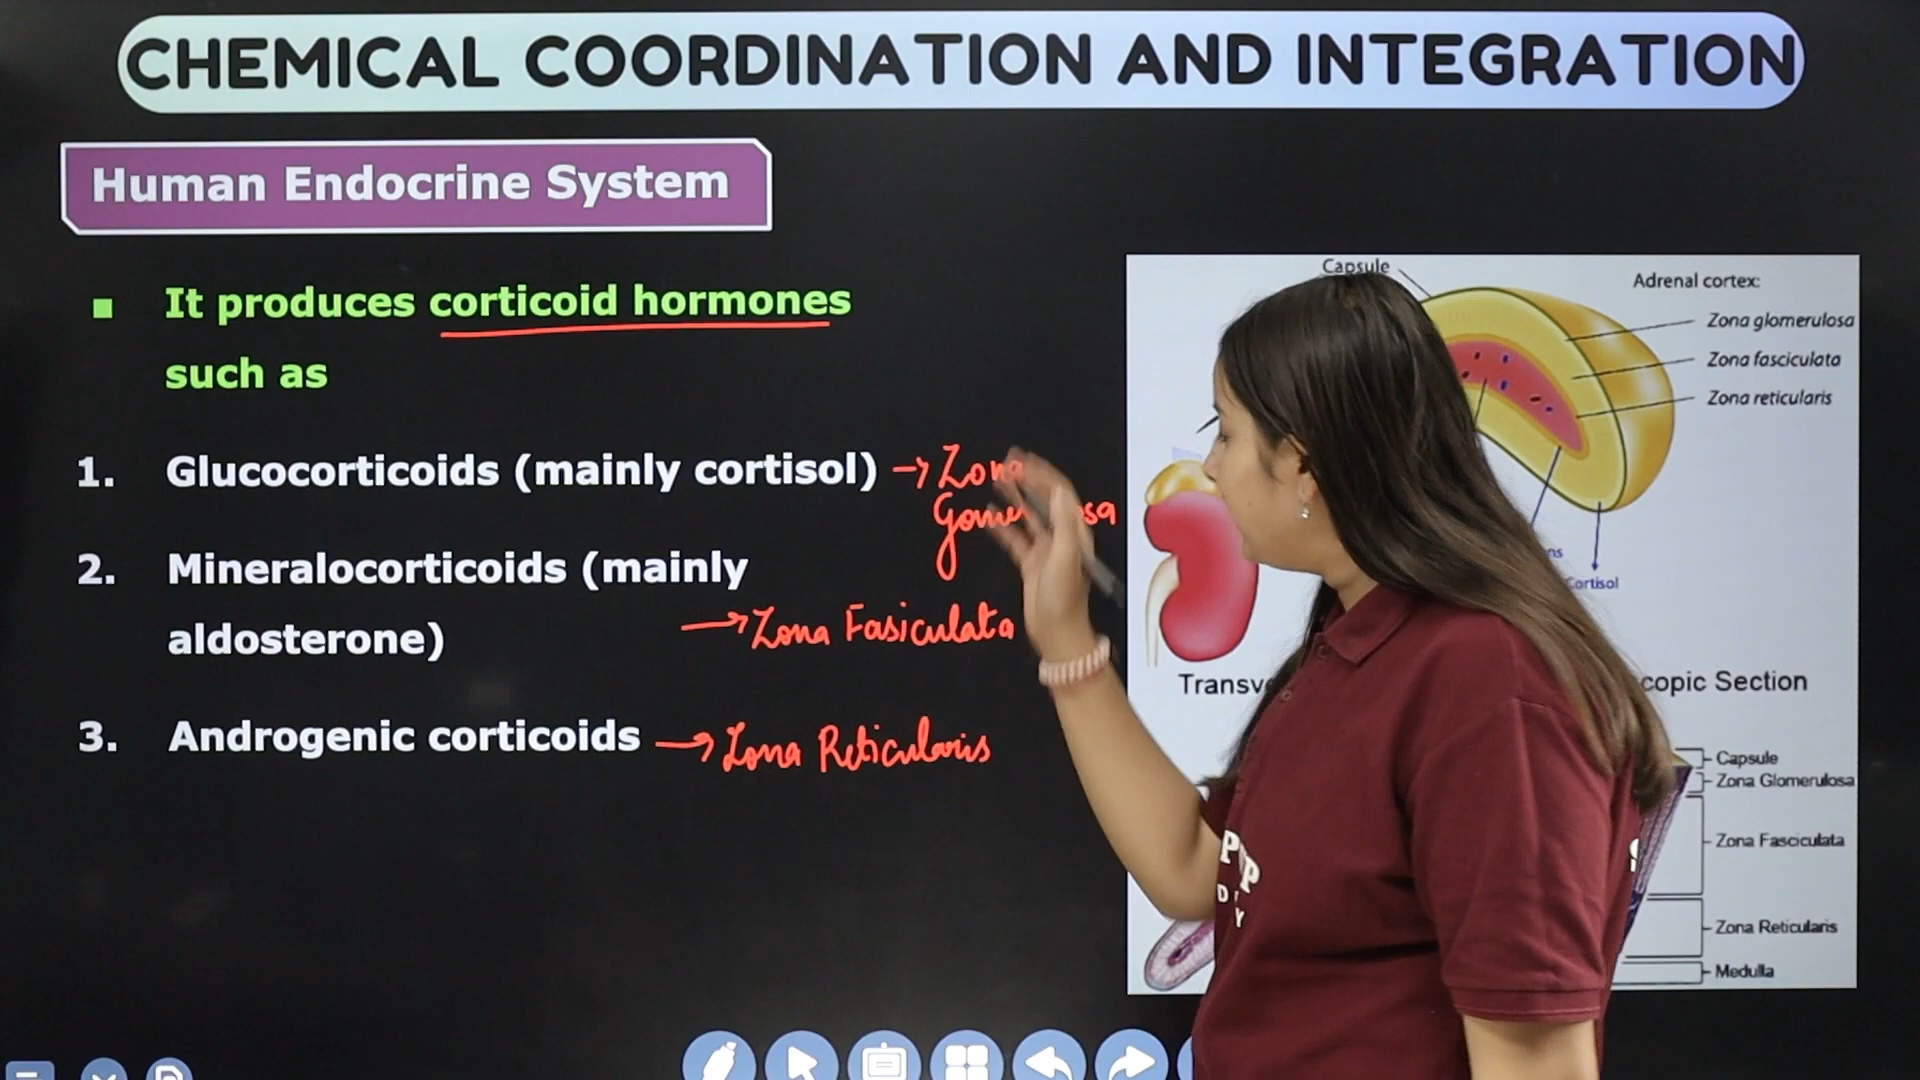 CHEMICAL COORDINATION AND INTEGRATION
Human Endocrine System
It produces corticoid hormones
such as
1. Glucocorticoids (mainly cortisol) → Zona
2. Mineralocorticoids (mainly
aldosterone)
→ Zona Fasiculata
3. Androgenic corticoids → Zona Reticularis
Capsule
Adrenal cortex:
Zona glomerulosa
Zona fasciculata
Zona reticularis
Cortisol
Section
Capsule
Zona Glomerulosa
Zona Fasciculata
Zona Reticularis
Medulla